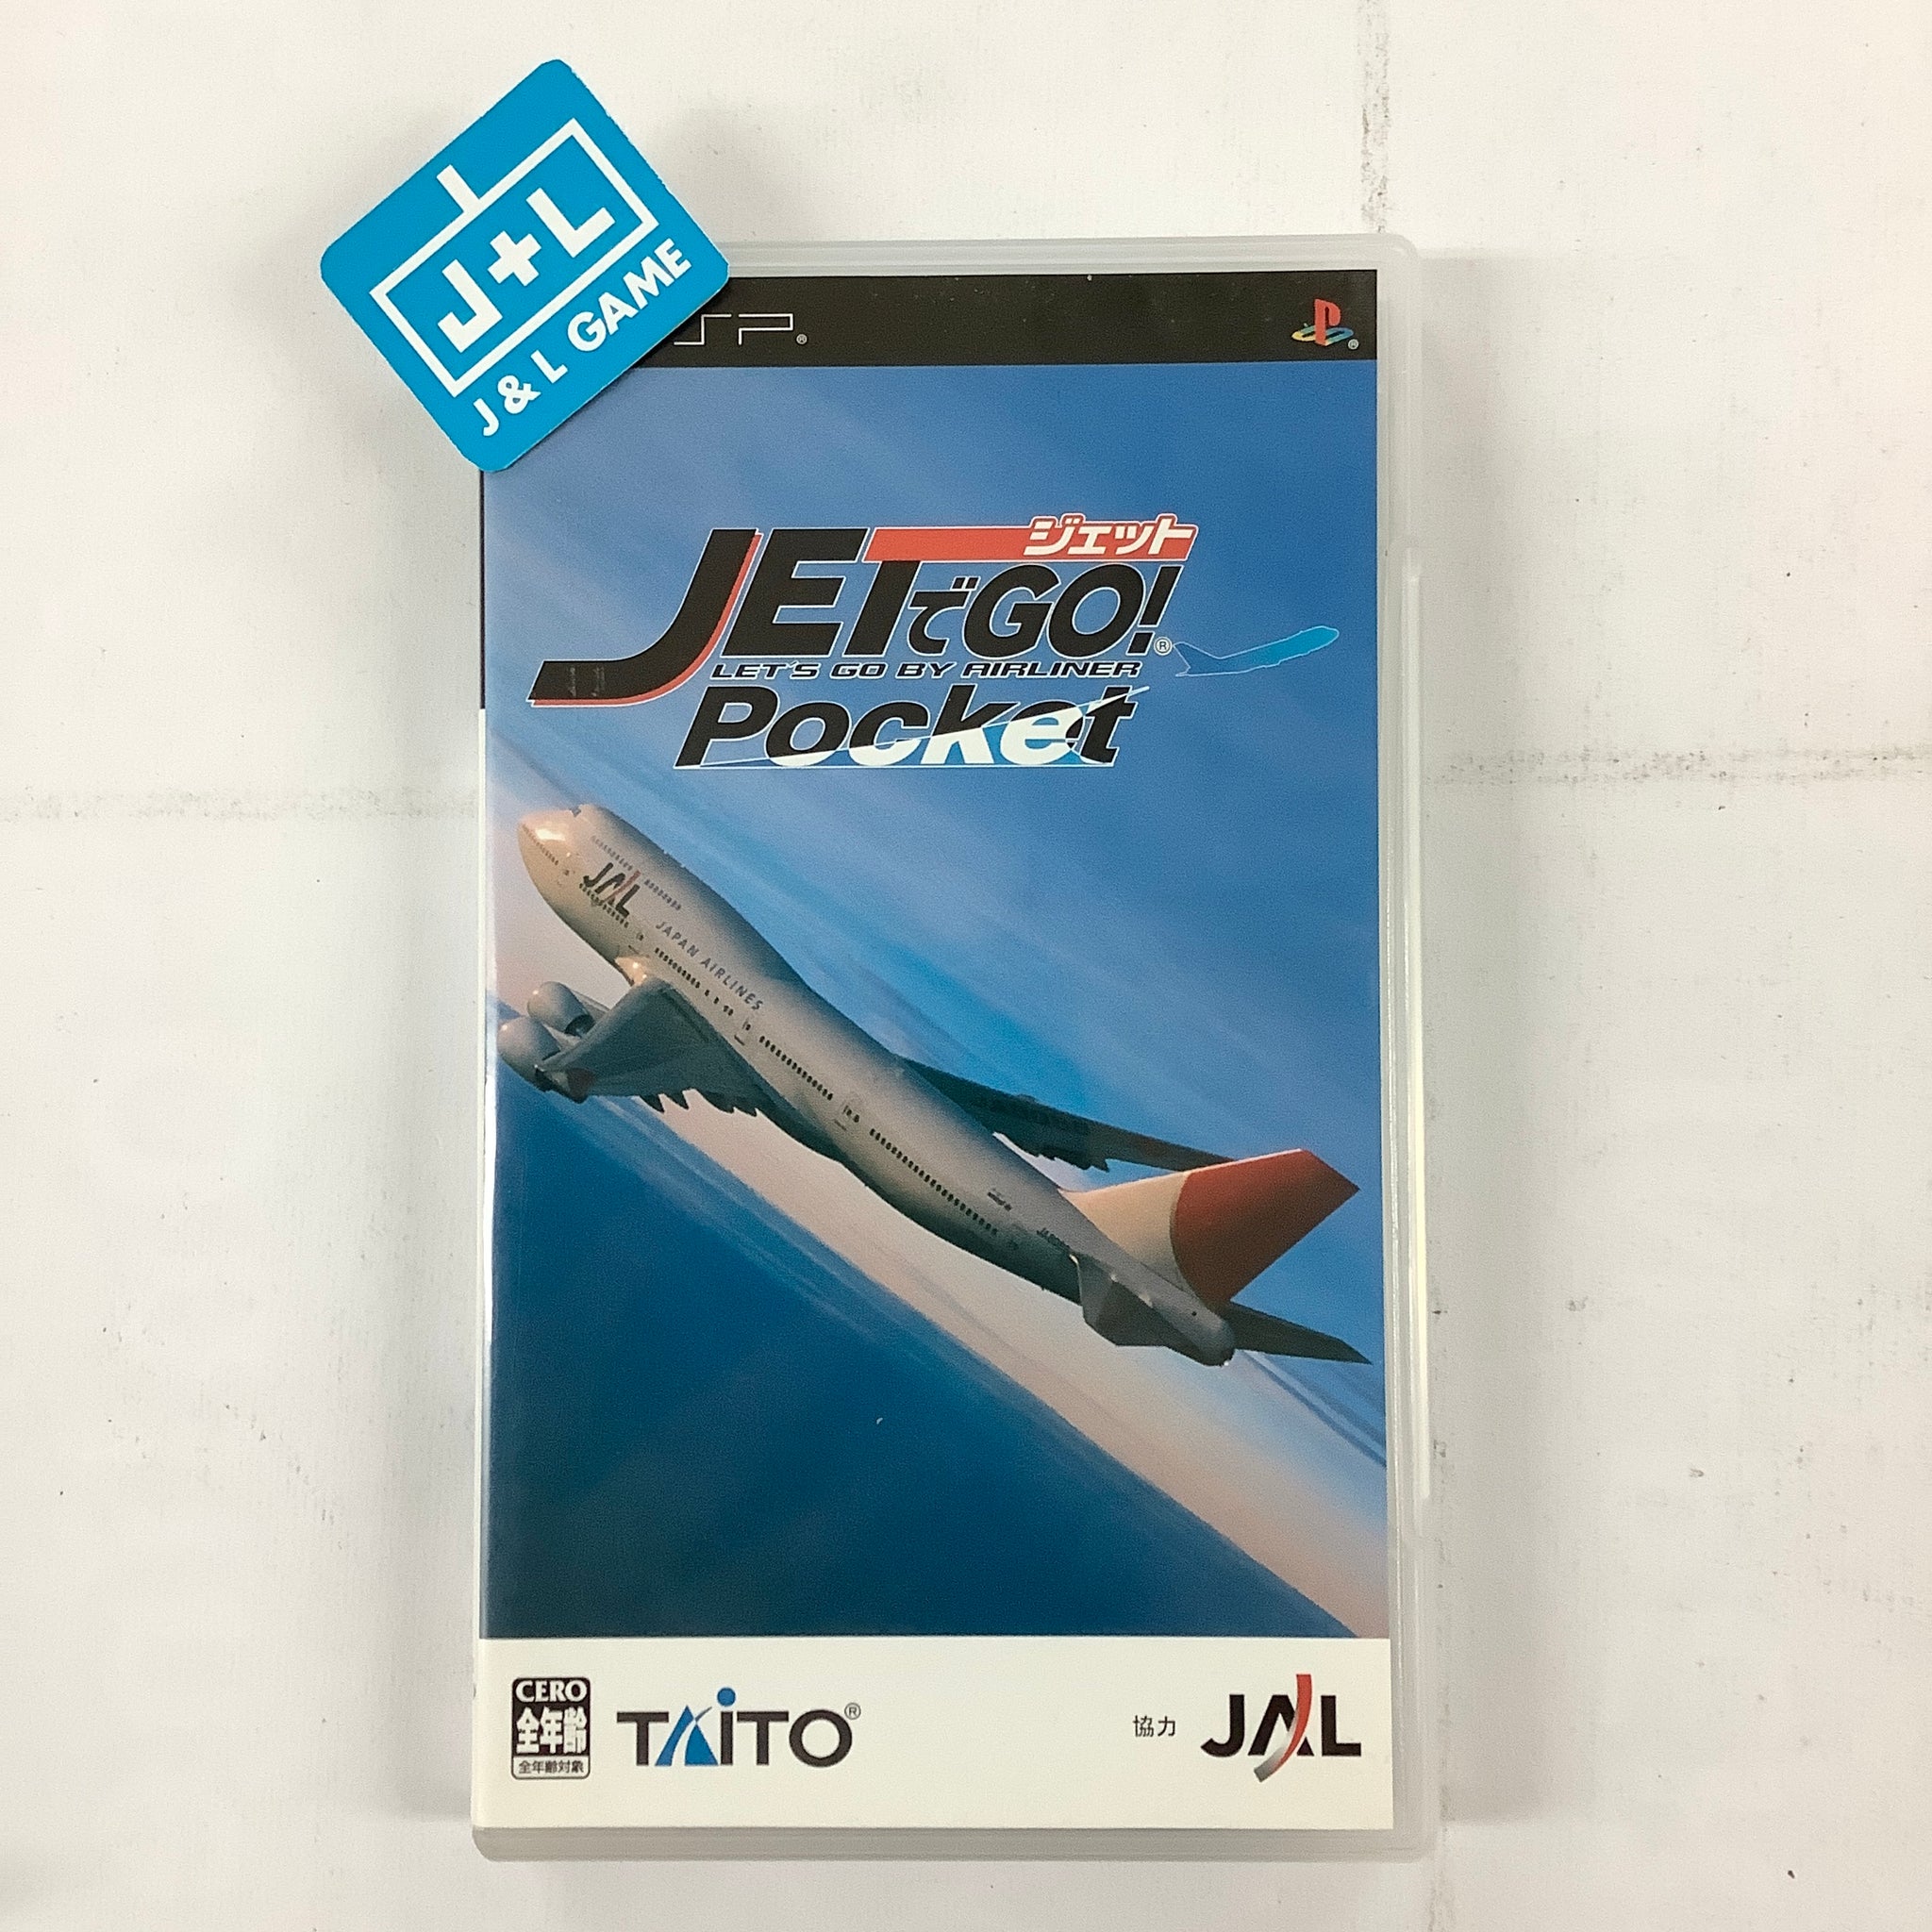 J+L
J & L GAME
PSP®
ジェット
JETでGO!®
LET'S GO BY AIRLINER
Pocket
JAL
JAPAN AIRLINES
CERO
全年齢
全年齢対象
TAITO®
協力
JAL